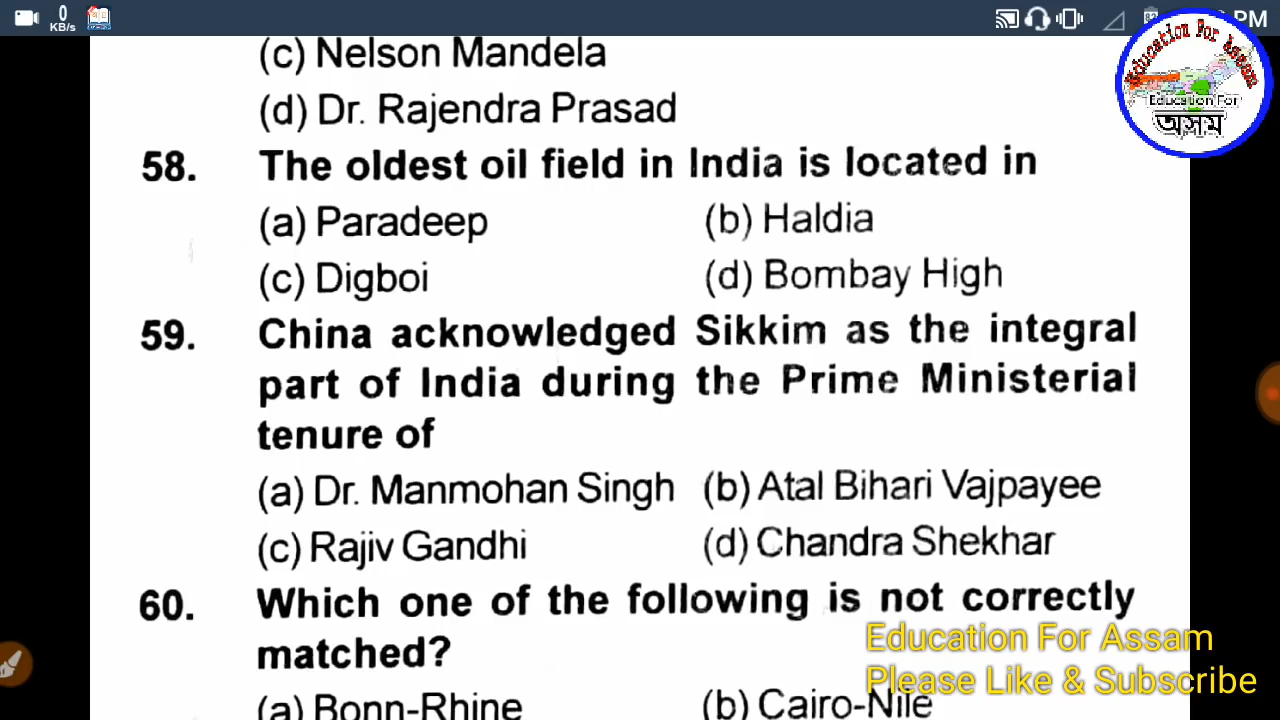 0
KB/s
PM
Education For Assam
Education For
অসম
(c) Nelson Mandela
(d) Dr. Rajendra Prasad
58. The oldest oil field in India is located in
(a) Paradeep (b) Haldia
(c) Digboi (d) Bombay High
59. China acknowledged Sikkim as the integral
part of India during the Prime Ministerial
tenure of
(a) Dr. Manmohan Singh (b) Atal Bihari Vajpayee
(c) Rajiv Gandhi (d) Chandra Shekhar
60. Which one of the following is not correctly
matched?
(a) Bonn-Rhine (b) Cairo-Nile
Education For Assam
Please Like & Subscribe